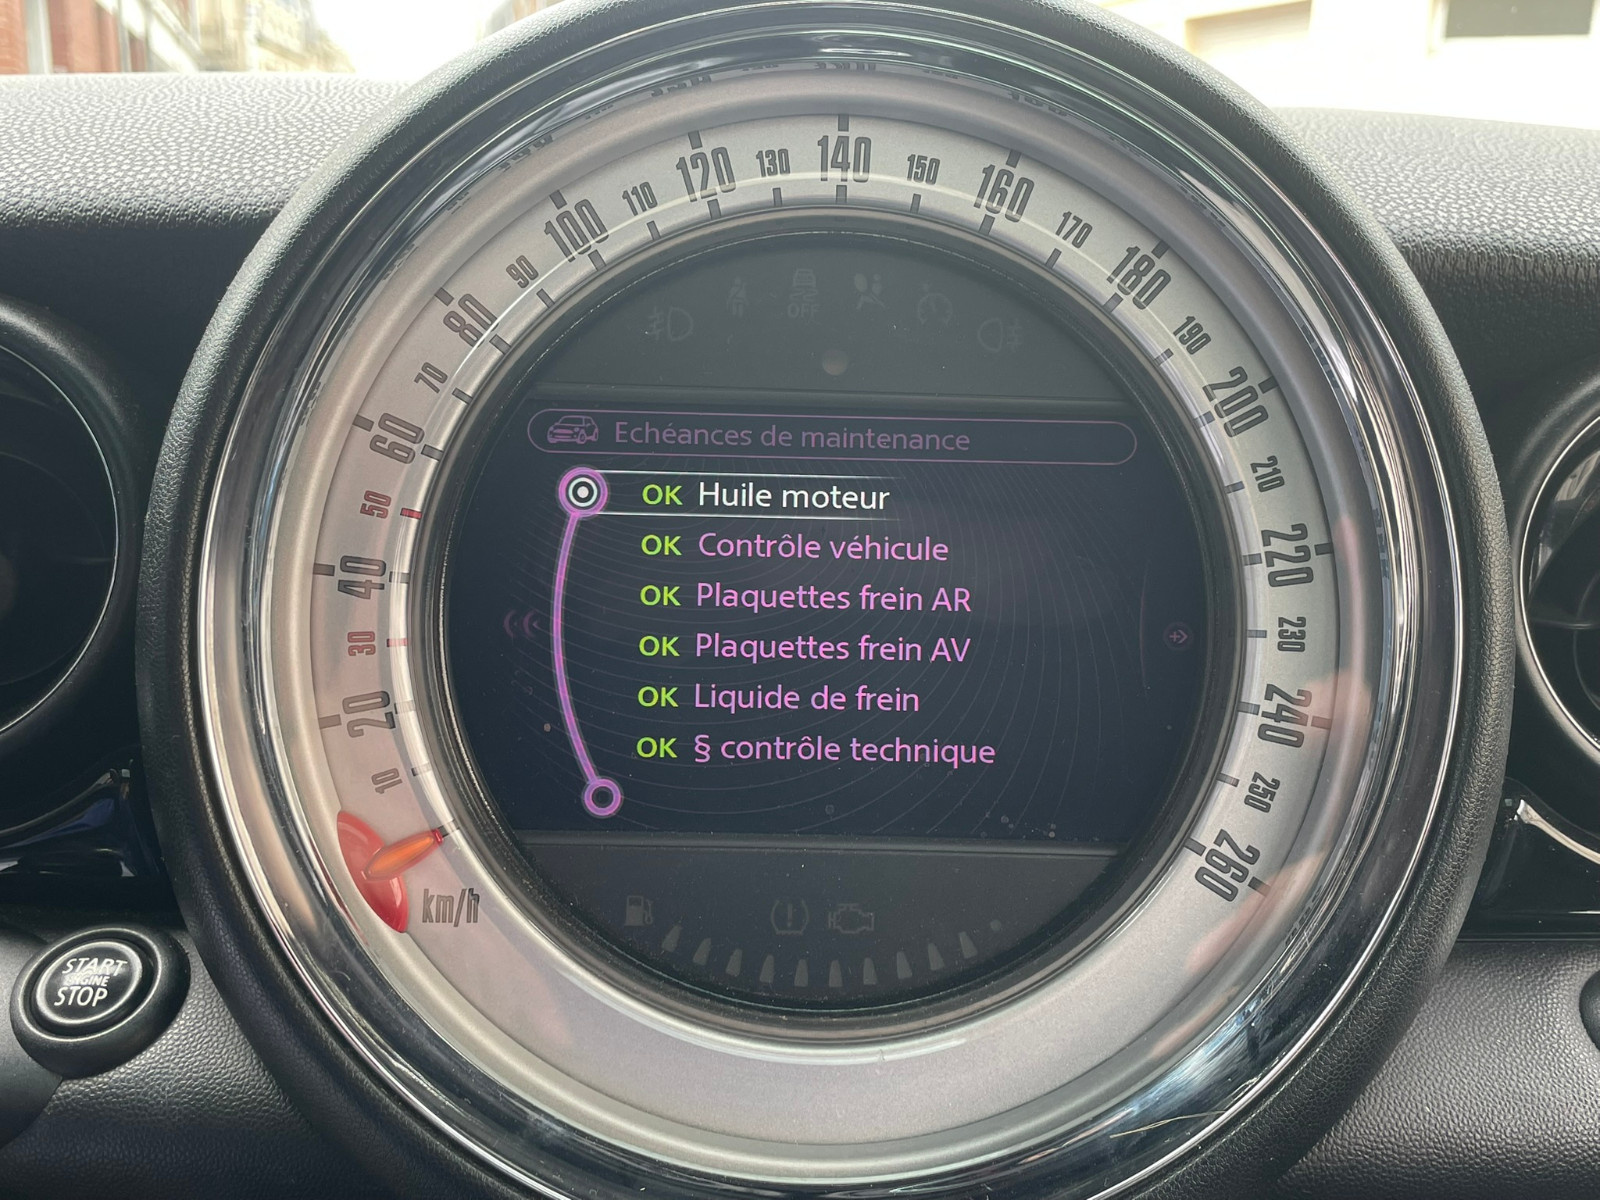 10
20
30
40
50
60
70
80
90
100
110
120
130
140
150
160
170
180
190
200
210
220
230
240
250
260
km/h
OFF
Echéances de maintenance
OK Huile moteur
OK Contrôle véhicule
OK Plaquettes frein AR
OK Plaquettes frein AV
OK Liquide de frein
OK § contrôle technique
START
ENGINE
STOP